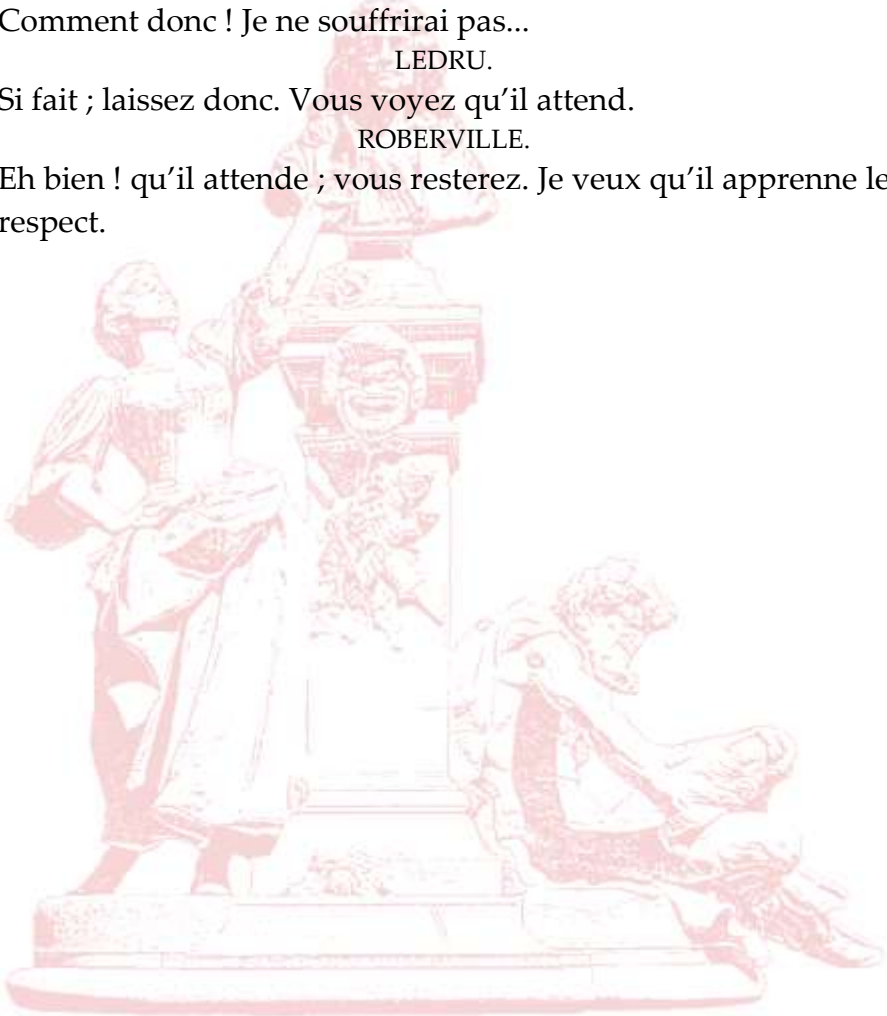 Comment donc ! Je ne souffrirai pas...
LEDRU.
Si fait ; laissez donc. Vous voyez qu’il attend.
ROBERVILLE.
Eh bien ! qu’il attende ; vous resterez. Je veux qu’il apprenne le
respect.